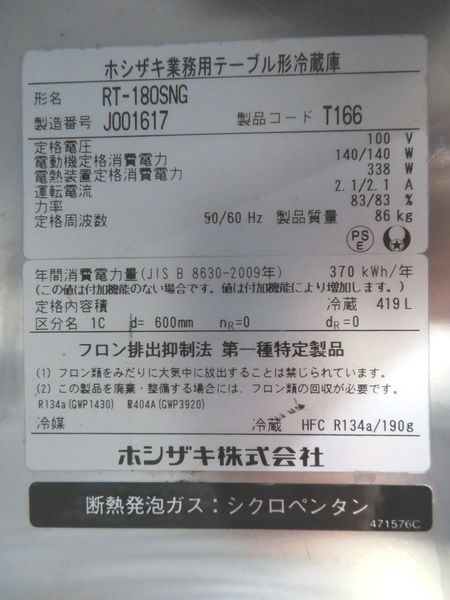 ホシザキ業務用テーブル形冷蔵庫
形名 RT-180SNG
製造番号 J001617 製品コード T166
定格電圧 100 V
電動機定格消費電力 140/140 W
電熱装置定格消費電力 338 W
運転電流 2.1/2.1 A
力率 83/83 %
定格周波数 50/60 Hz 製品質量 86 kg
PS
E
年間消費電力量(JIS B 8630-2009年) 370 kWh/年
(この値は付加機能のない場合です。値は付加機能により増加します。)
定格内容積 冷蔵 419 L
区分名 1C d= 600mm nR=0 dR=0
フロン排出抑制法 第一種特定製品
(1) フロン類をみだりに大気中に放出することは禁じられています。
(2) この製品を廃棄・整備する場合には、フロン類の回収が必要です。
R134a(GWP1430) R404A(GWP3920)
冷媒 冷蔵 HFC R134a/190g
ホシザキ株式会社
断熱発泡ガス：シクロペンタン
471576C